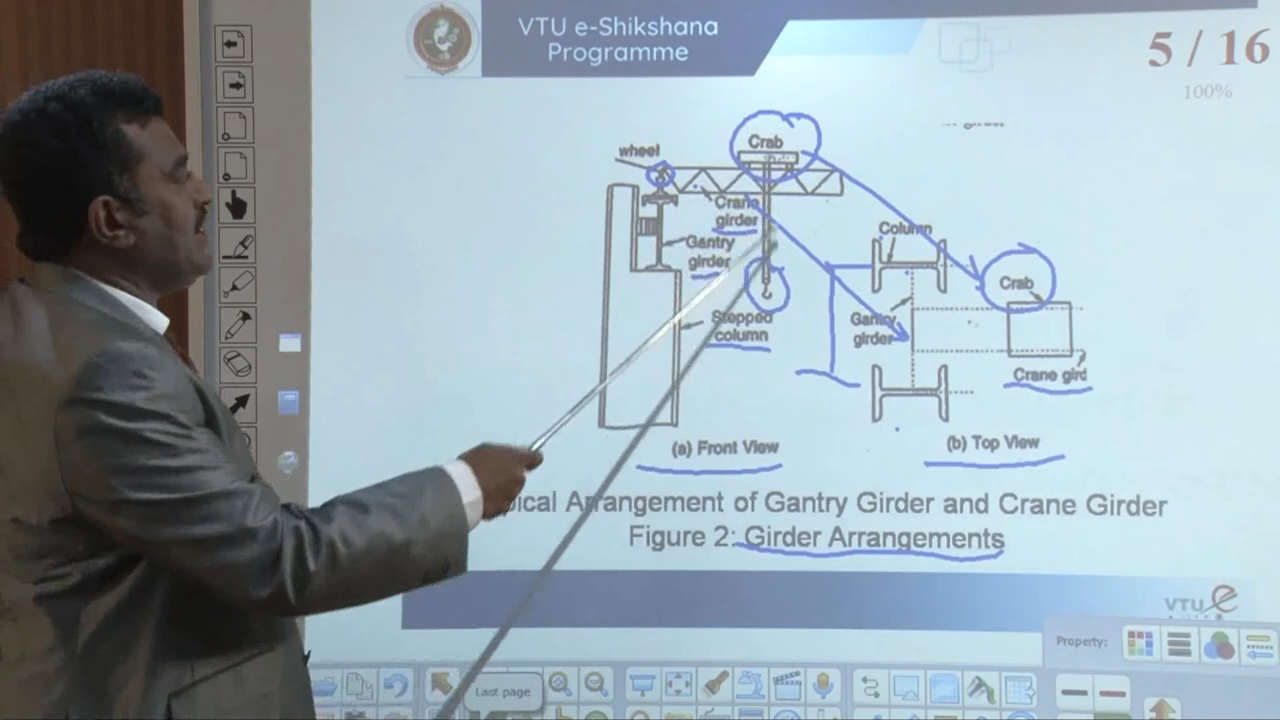 VTU e-Shikshana
Programme
5 / 16
100%
wheel
Crab
Crane
girder
Gantry
girder
Stepped
column
(a) Front View
Column
Crab
Gantry
girder
Crane gird
(b) Top View
pical Arrangement of Gantry Girder and Crane Girder
Figure 2: Girder Arrangements
VTU e
Property:
Last page